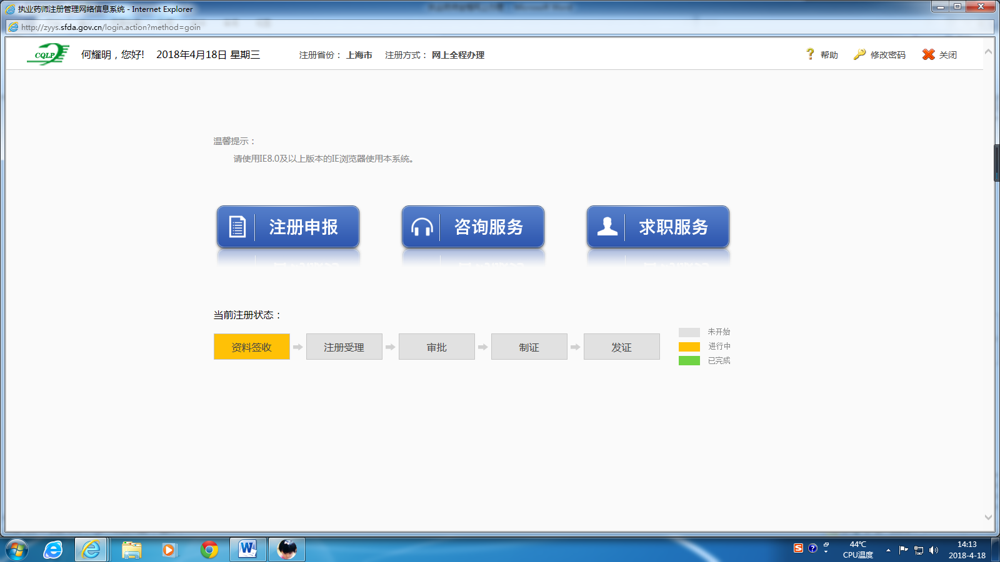 执业药师注册管理网络信息系统 - Internet Explorer
http://zyys.sfda.gov.cn/login.action?method=goin
CQLP 何耀明，您好! 2018年4月18日 星期三 注册省份： 上海市 注册方式： 网上全程办理 帮助 修改密码 关闭
温馨提示：
请使用IE8.0及以上版本的IE浏览器使用本系统。
注册申报 咨询服务 求职服务
当前注册状态：
资料签收 注册受理 审批 制证 发证
未开始
进行中
已完成
44℃
CPU温度
14:13
2018-4-18